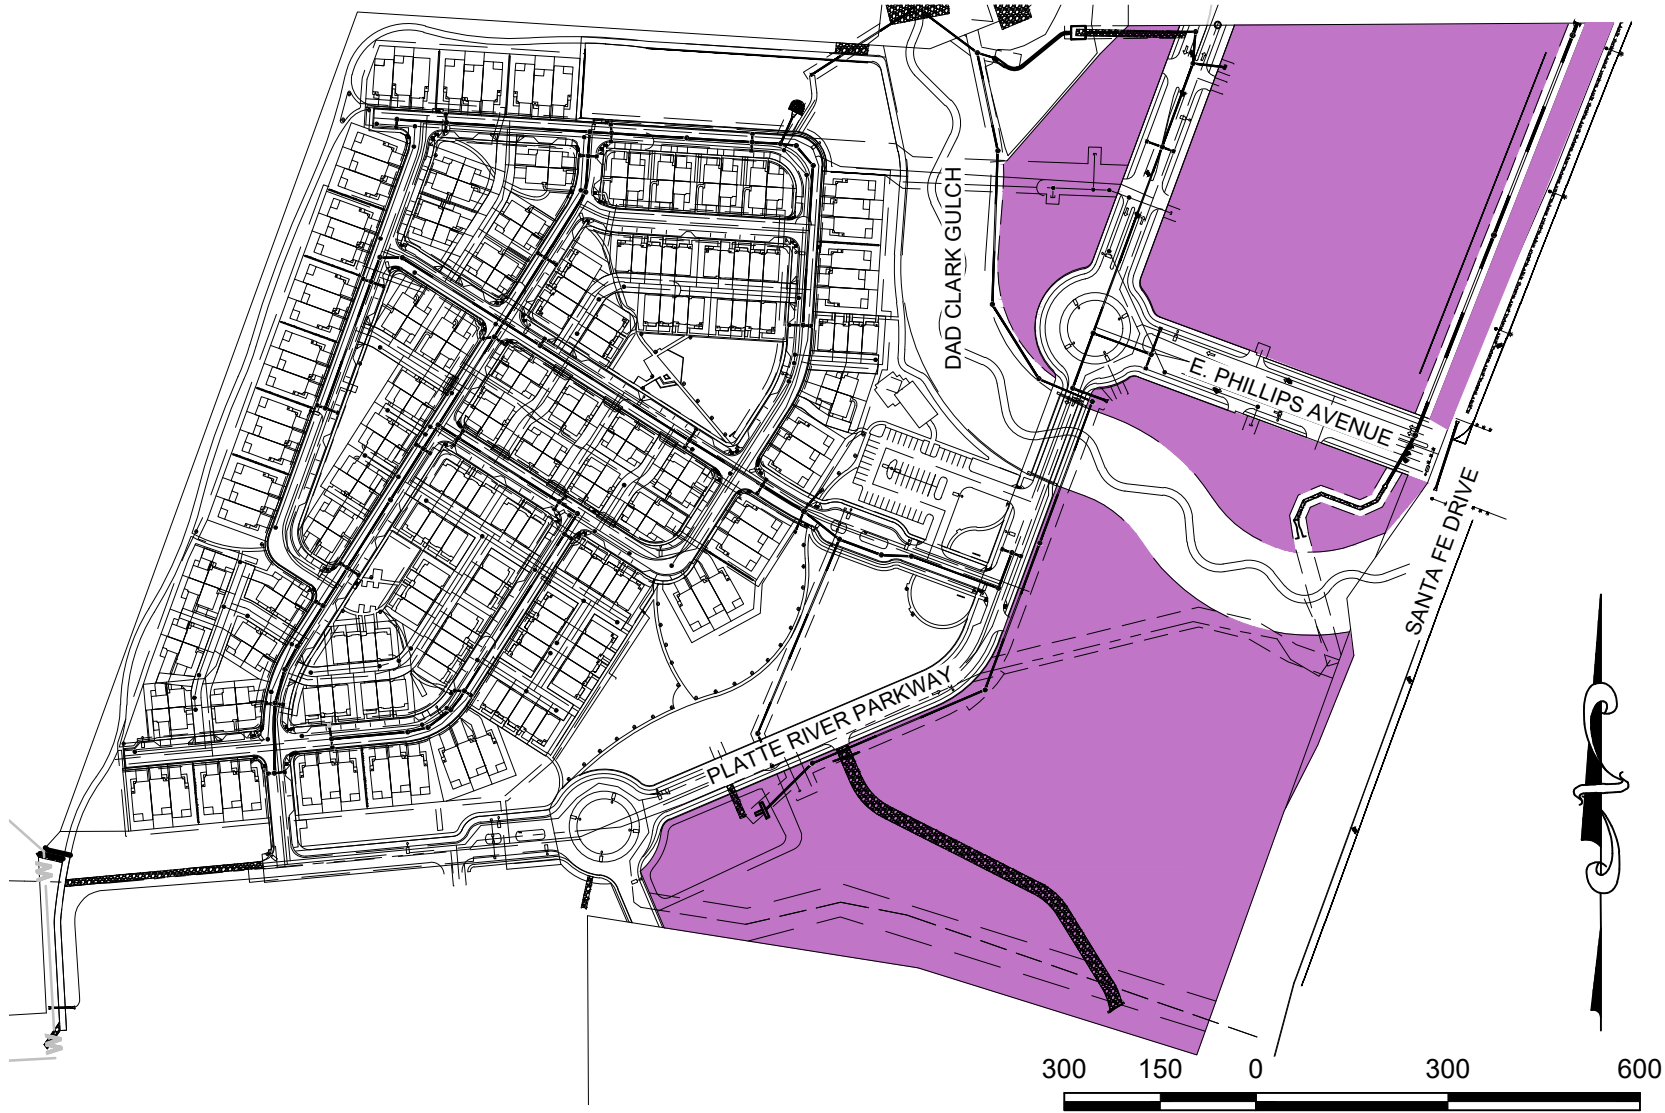 DAD CLARK GULCH
E. PHILLIPS AVENUE
SANTA FE DRIVE
PLATTE RIVER PARKWAY
W
W
300 150 0 300 600